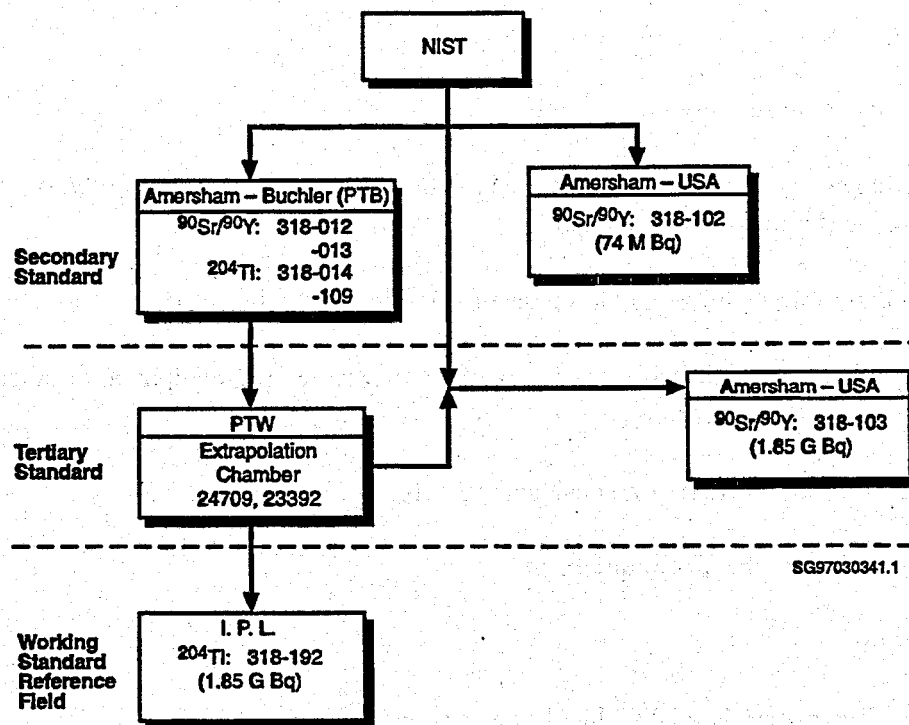 NIST
Amersham – Buchler (PTB)
⁹⁰Sr/⁹⁰Y: 318-012
-013
²⁰⁴Tl: 318-014
-109
Amersham – USA
⁹⁰Sr/⁹⁰Y: 318-102
(74 M Bq)
Secondary
Standard
Amersham – USA
⁹⁰Sr/⁹⁰Y: 318-103
(1.85 G Bq)
PTW
Extrapolation
Chamber
24709, 23392
Tertiary
Standard
SG97030341.1
I. P. L.
²⁰⁴Tl: 318-192
(1.85 G Bq)
Working
Standard
Reference
Field